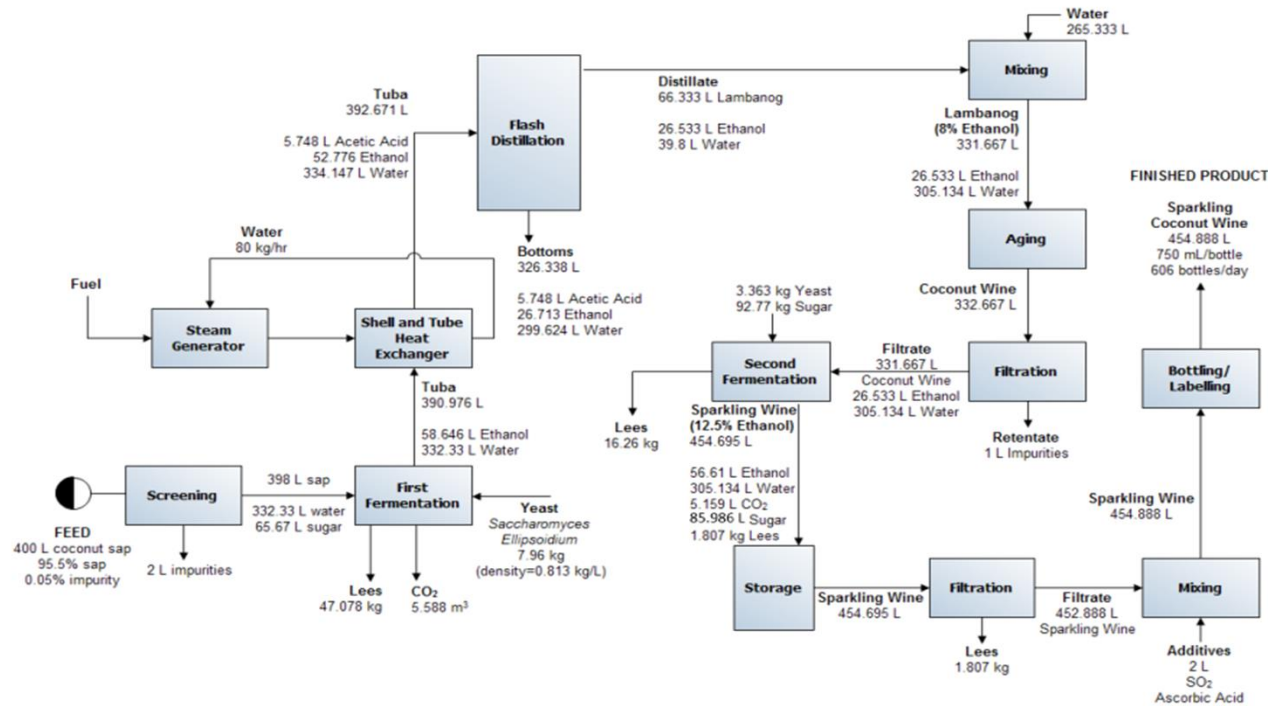 Water
265.333 L
Mixing
Distillate
66.333 L Lambanog
26.533 L Ethanol
39.8 L Water
Tuba
392.671 L
5.748 L Acetic Acid
52.776 Ethanol
334.147 L Water
Flash
Distillation
Lambanog
(8% Ethanol)
331.667 L
26.533 L Ethanol
305.134 L Water
FINISHED PRODUCT
Sparkling
Coconut Wine
454.888 L
750 mL/bottle
606 bottles/day
Aging
Water
80 kg/hr
Bottoms
326.338 L
5.748 L Acetic Acid
26.713 Ethanol
299.624 L Water
Fuel
Steam
Generator
Shell and Tube
Heat
Exchanger
3.363 kg Yeast
92.77 kg Sugar
Coconut Wine
332.667 L
Second
Fermentation
Filtrate
331.667 L
Coconut Wine
26.533 L Ethanol
305.134 L Water
Filtration
Bottling/
Labelling
Tuba
390.976 L
58.646 L Ethanol
332.33 L Water
Lees
16.26 kg
Sparkling Wine
(12.5% Ethanol)
454.695 L
56.61 L Ethanol
305.134 L Water
5.159 L CO₂
85.986 L Sugar
1.807 kg Lees
Retentate
1 L Impurities
Screening
398 L sap
332.33 L water
65.67 L sugar
First
Fermentation
Yeast
Saccharomyces
Ellipsoidium
7.96 kg
(density=0.813 kg/L)
Sparkling Wine
454.888 L
FEED
400 L coconut sap
95.5% sap
0.05% impurity
2 L impurities
Lees
47.078 kg
CO₂
5.588 m³
Storage
Sparkling Wine
454.695 L
Filtration
Filtrate
452.888 L
Sparkling Wine
Mixing
Lees
1.807 kg
Additives
2 L
SO₂
Ascorbic Acid